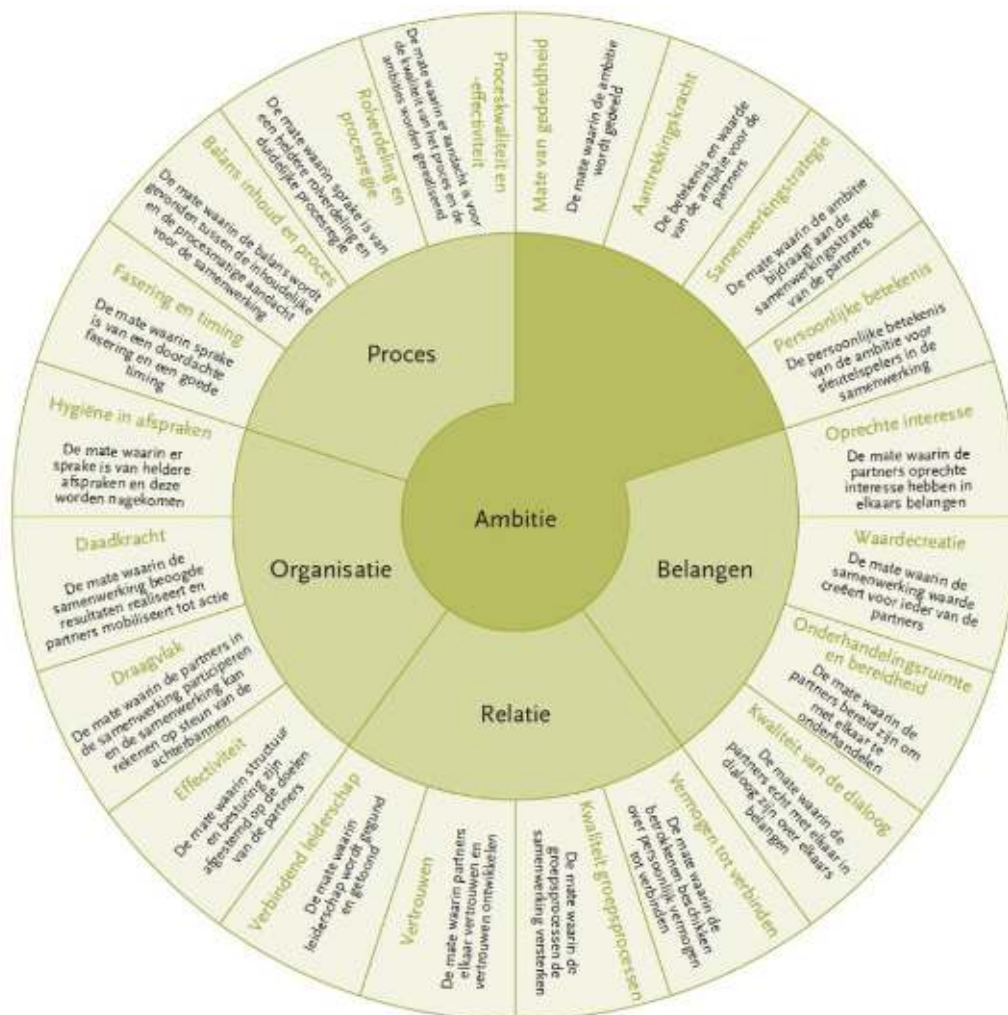 Mate van gedeeldheid
De mate waarin de ambitie
wordt gedeeld
Aantrekkingskracht
De betekenis en waarde
van de ambitie voor de
partners
Samenwerkingsstrategie
De mate waarin de ambitie
bijdraagt aan de
samenwerkingsstrategie
van de partners
Persoonlijke betekenis
De persoonlijke betekenis
van de ambitie voor
sleutelspelers in de
samenwerking
Oprechte interesse
De mate waarin de
partners oprechte
interesse hebben in
elkaars belangen
Waardecreatie
De mate waarin de
samenwerking waarde
creëert voor ieder van de
partners
Onderhandelingsruimte
en bereidheid
De mate waarin de
partners bereid zijn om
met elkaar te
onderhandelen
Kwaliteit van de dialoog
De mate waarin de
partners echt met elkaar in
dialoog zijn over elkaars
belangen
Vermogen tot verbinden
De mate waarin de
betrokkenen beschikken
over persoonlijk vermogen
tot verbinden
Kwaliteit groepsprocessen
De mate waarin de
groepsprocessen de
samenwerking versterken
Vertrouwen
De mate waarin partners
elkaar vertrouwen en
vertrouwen ontwikkelen
Verbindend leiderschap
De mate waarin
leiderschap wordt gegund
en getoond
Effectiviteit
De mate waarin structuur
en besturing zijn
afgestemd op de doelen
van de partners
Draagvlak
De mate waarin de partners in
de samenwerking participeren
en de samenwerking kan
rekenen op steun van de
achterbannen
Daadkracht
De mate waarin de
samenwerking beoogde
resultaten realiseert en
partners mobiliseert tot actie
Hygiëne in afspraken
De mate waarin er
sprake is van heldere
afspraken en deze
worden nagekomen
Fasering en timing
De mate waarin sprake
is van een doordachte
fasering en een goede
timing
Balans inhoud en proces
De mate waarin de balans wordt
gevonden tussen de inhoudelijke
en de procesmatige aandacht
voor de samenwerking
Rolverdeling en
procesregie
De mate waarin sprake is van
een heldere rolverdeling en
duidelijke procesregie
Proceskwaliteit en
-effectiviteit
De mate waarin er aandacht is voor
de kwaliteit van het proces en de
ambities worden gerealiseerd
Proces
Ambitie
Organisatie
Belangen
Relatie